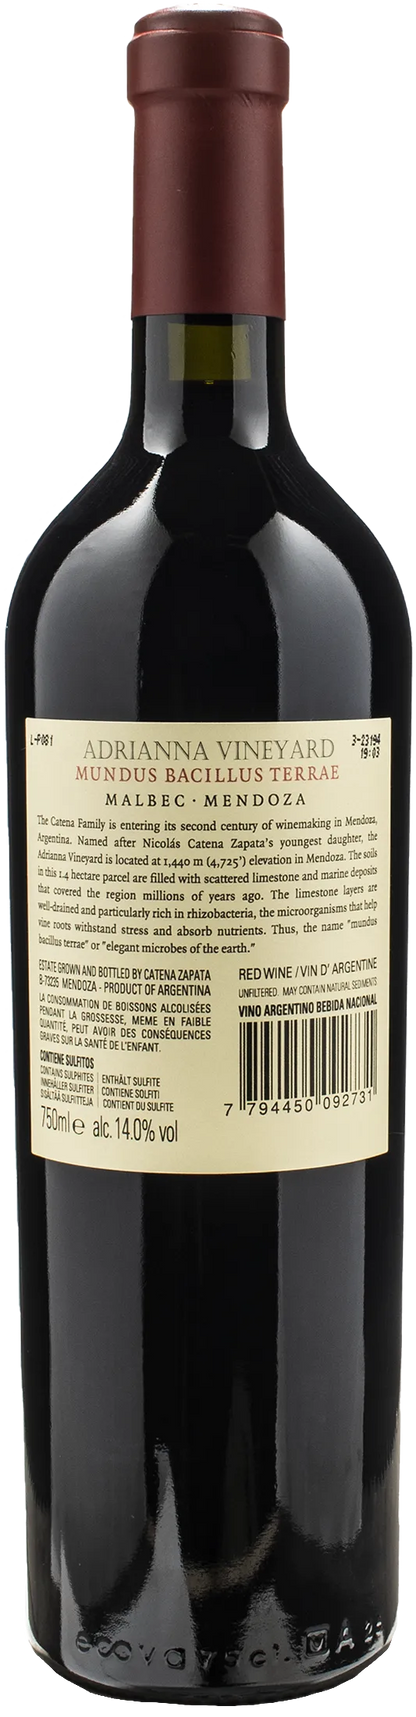 L-P081
3-23194
19:03
ADRIANNA VINEYARD
MUNDUS BACILLUS TERRAE
MALBEC · MENDOZA
The Catena Family is entering its second century of winemaking in Mendoza,
Argentina. Named after Nicolás Catena Zapata's youngest daughter, the
Adrianna Vineyard is located at 1,440 m (4,725') elevation in Mendoza. The soils
in this 1.4 hectare parcel are filled with scattered limestone and marine deposits
that covered the region millions of years ago. The limestone layers are
well-drained and particularly rich in rhizobacteria, the microorganisms that help
vine roots withstand stress and absorb nutrients. Thus, the name "mundus
bacillus terrae" or "elegant microbes of the earth."
ESTATE GROWN AND BOTTLED BY CATENA ZAPATA
B-73235 MENDOZA - PRODUCT OF ARGENTINA
LA CONSOMMATION DE BOISSONS ALCOLISÉES
PENDANT LA GROSSESSE, MEME EN FAIBLE
QUANTITÉ, PEUT AVOIR DES CONSÉQUENCES
GRAVES SUR LA SANTÉ DE L'ENFANT.
CONTIENE SULFITOS
CONTAINS SULPHITES
INNEHÅLLER SULFITER
SISÄLTÄÄ SULFIITTEJA
ENTHÄLT SULFITE
CONTIENE SOLFITI
CONTIENT DU SULFITE
750ml e alc. 14.0% vol
RED WINE / VIN D' ARGENTINE
UNFILTERED. MAY CONTAIN NATURAL SEDIMENTS
VINO ARGENTINO BEBIDA NACIONAL
7 794450 092731